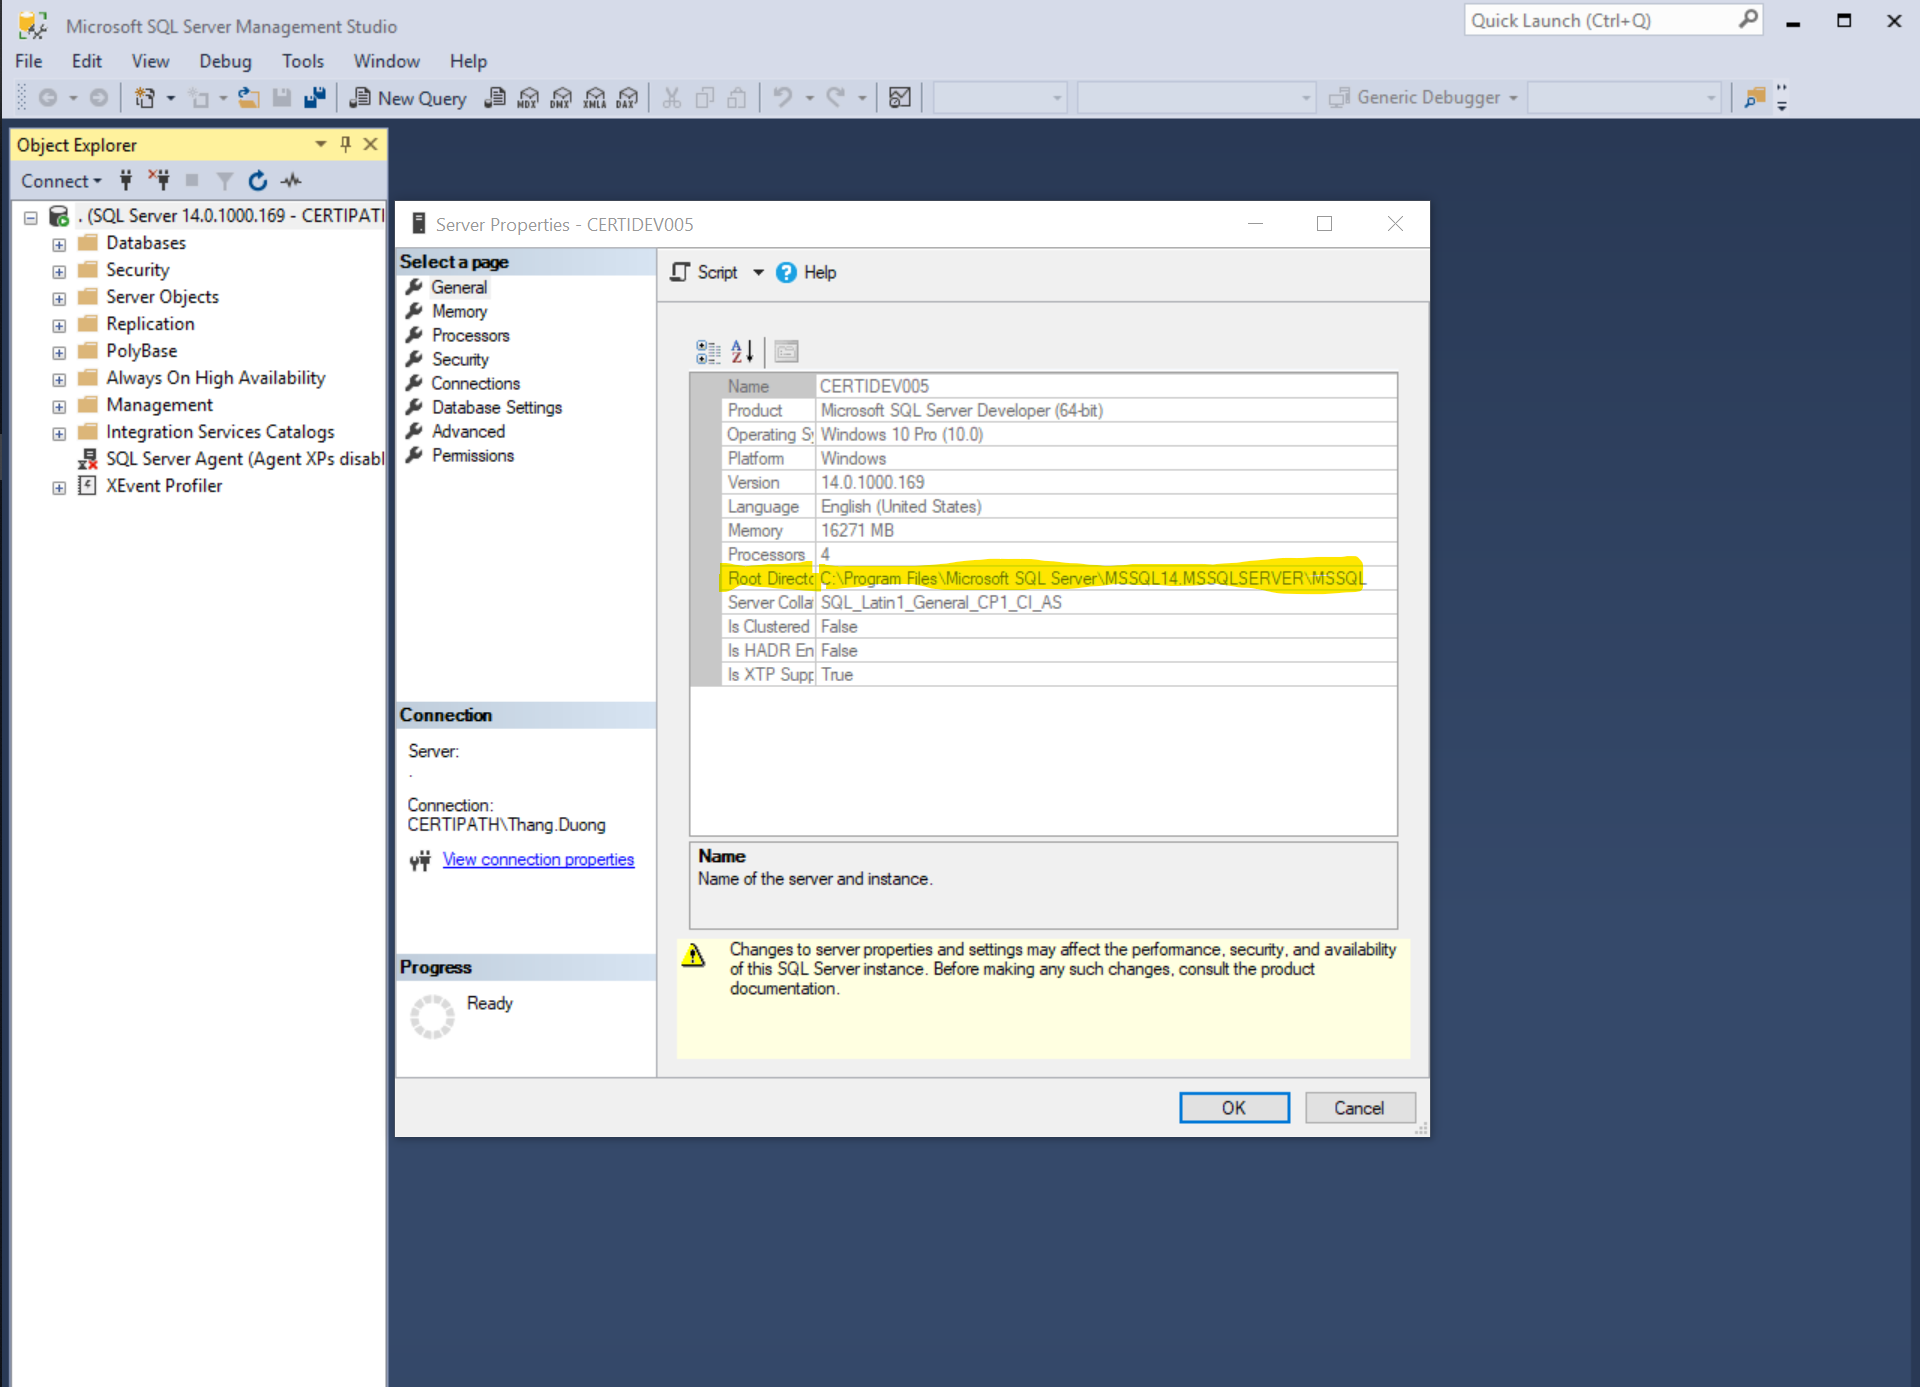 Microsoft SQL Server Management Studio
Quick Launch (Ctrl+Q)
File Edit View Debug Tools Window Help
New Query MDX DMX XMLA DAX Generic Debugger
Object Explorer
Connect
. (SQL Server 14.0.1000.169 - CERTIPATI
Databases
Security
Server Objects
Replication
PolyBase
Always On High Availability
Management
Integration Services Catalogs
SQL Server Agent (Agent XPs disabl
XEvent Profiler
Server Properties - CERTIDEV005
Select a page
General
Memory
Processors
Security
Connections
Database Settings
Advanced
Permissions
Connection
Server:
.
Connection:
CERTIPATH\Thang.Duong
View connection properties
Progress
Ready
Script Help
Name CERTIDEV005
Product Microsoft SQL Server Developer (64-bit)
Operating Sy Windows 10 Pro (10.0)
Platform Windows
Version 14.0.1000.169
Language English (United States)
Memory 16271 MB
Processors 4
Root Directo C:\Program Files\Microsoft SQL Server\MSSQL14.MSSQLSERVER\MSSQL
Server Colla SQL_Latin1_General_CP1_CI_AS
Is Clustered False
Is HADR En False
Is XTP Supp True
Name
Name of the server and instance.
Changes to server properties and settings may affect the performance, security, and availability
of this SQL Server instance. Before making any such changes, consult the product
documentation.
OK Cancel